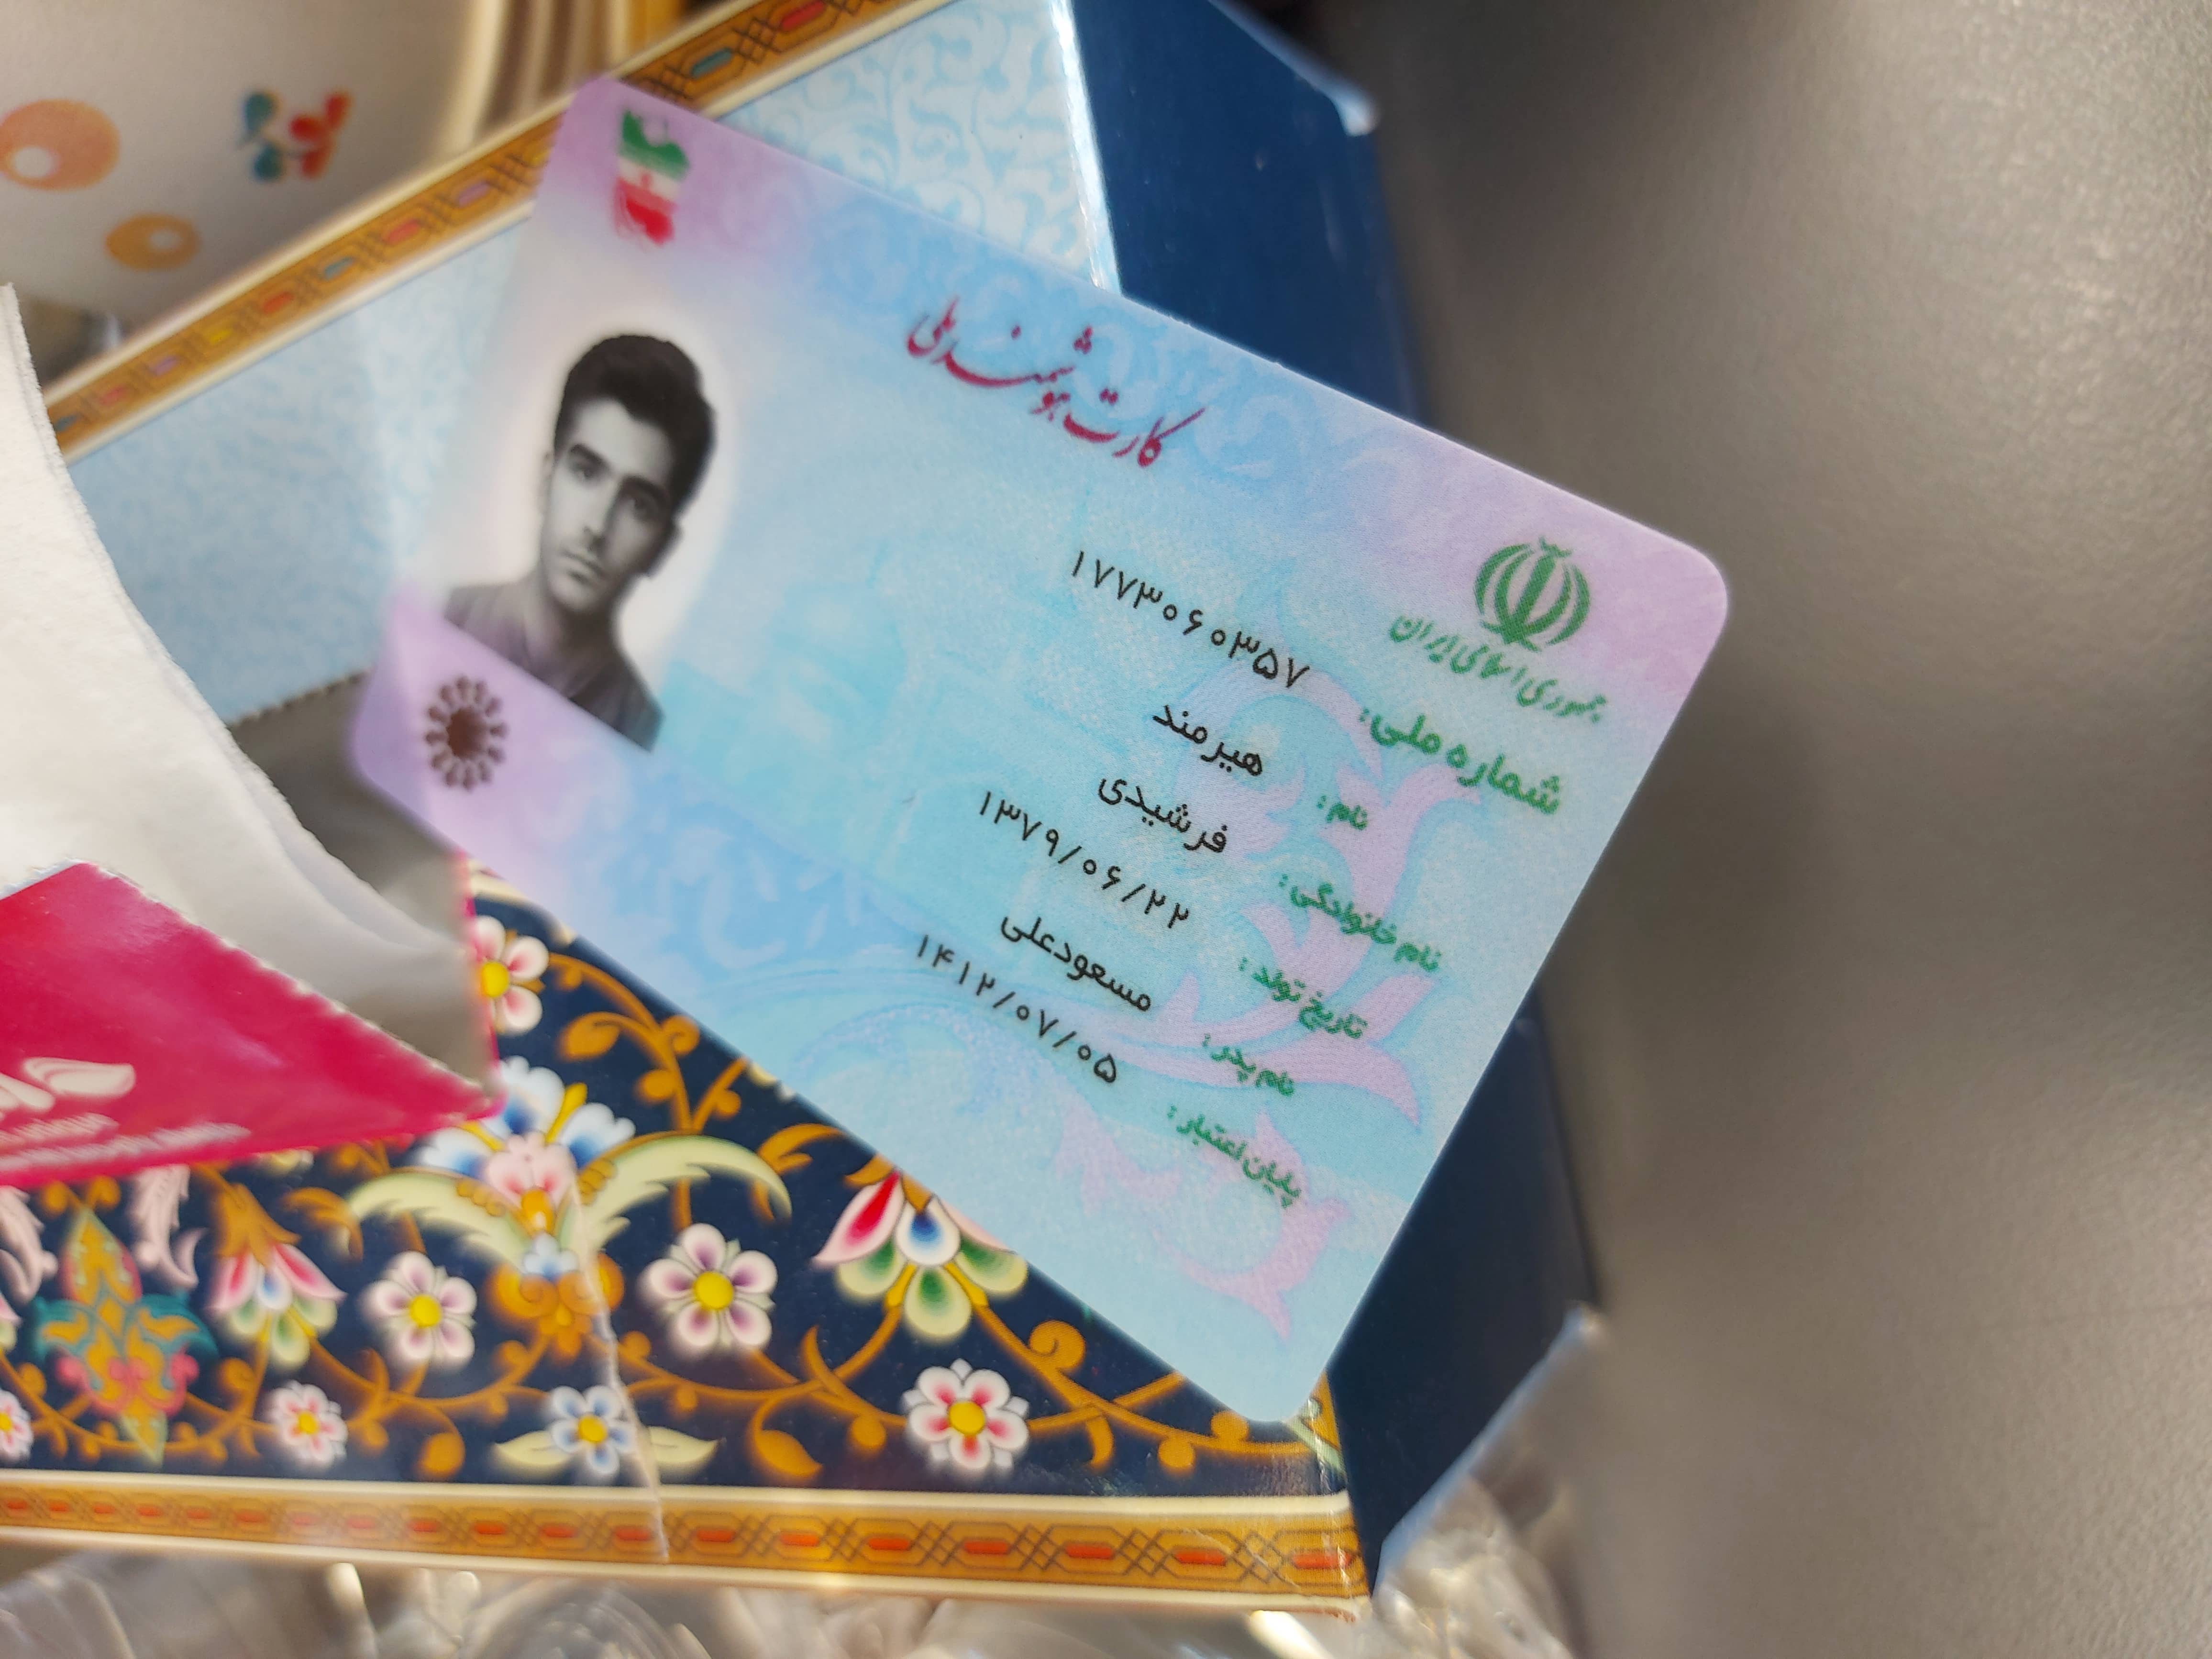 کارت هوشمند ملی
جمهوری اسلامی ایران
شماره ملی: ۱۷۷۳۰۶۰۳۵۷
نام: هیرمند
نام خانوادگی: فرشیدی
تاریخ تولد: ۱۳۷۹/۰۶/۲۲
نام پدر: مسعودعلی
پایان اعتبار: ۱۴۱۲/۰۷/۰۵